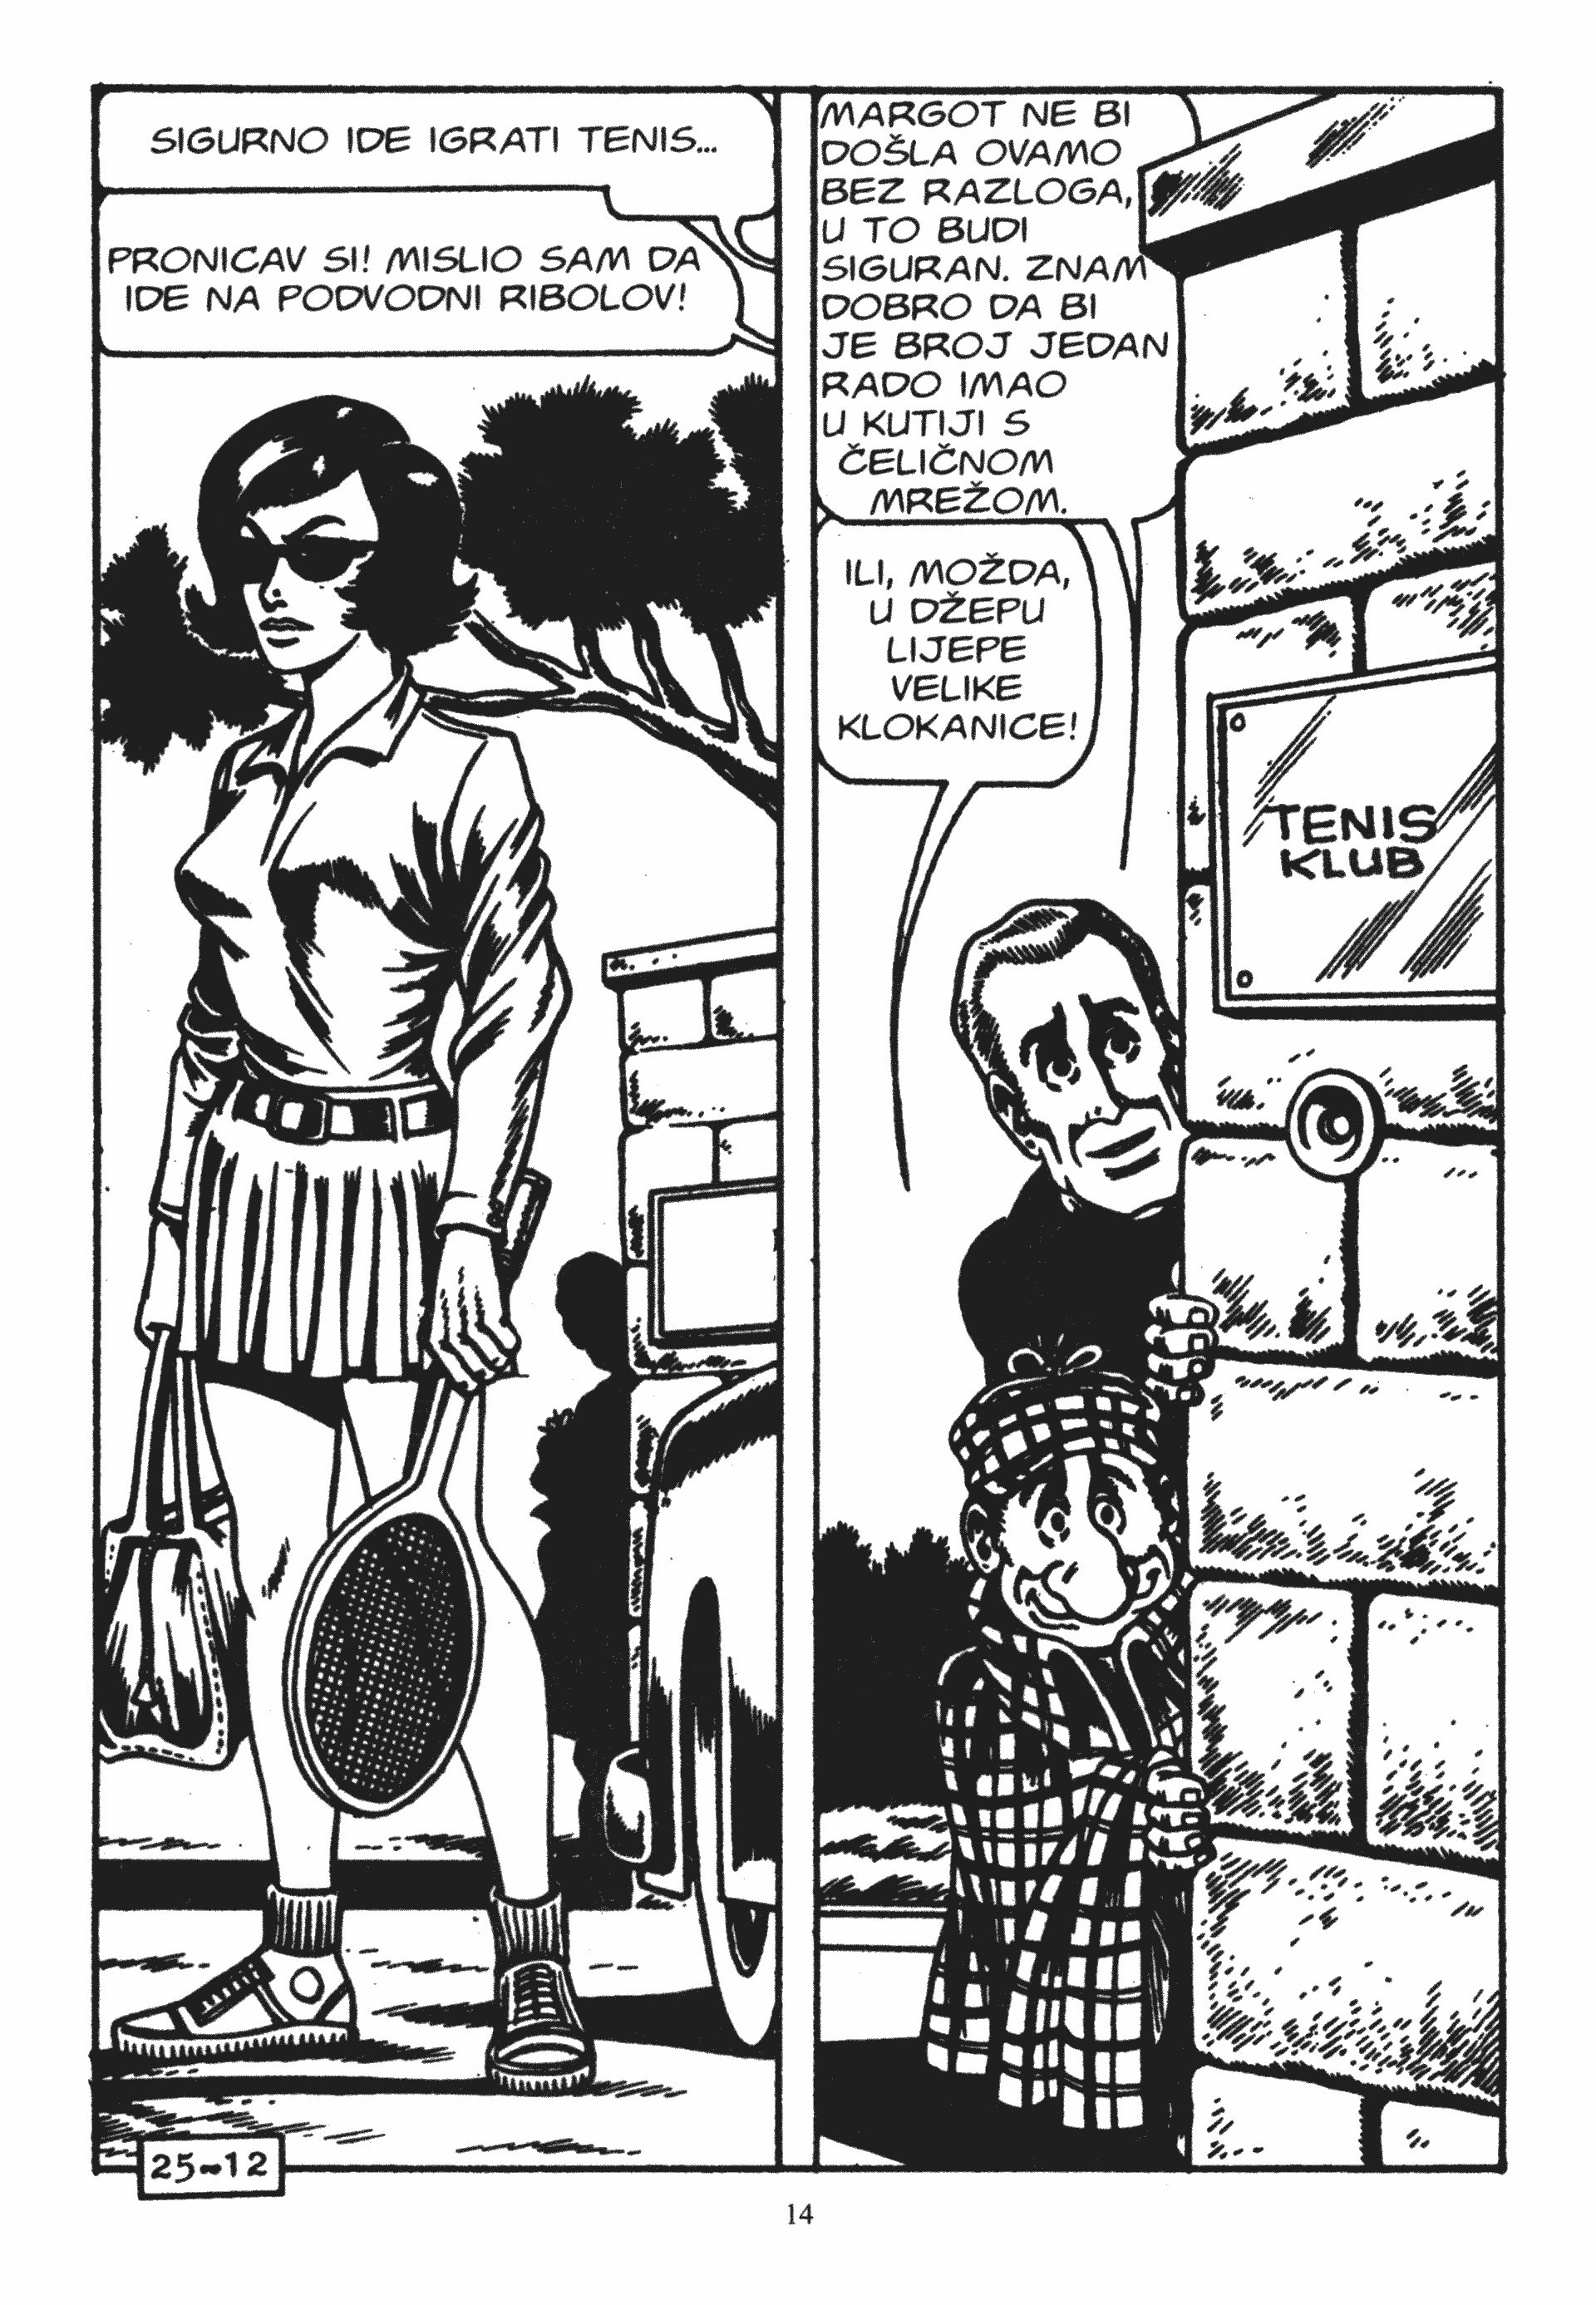 SIGURNO IDE IGRATI TENIS...
PRONICAV SI! MISLIO SAM DA
IDE NA PODVODNI RIBOLOV!
MARGOT NE BI
DOŠLA OVAMO
BEZ RAZLOGA,
U TO BUDI
SIGURAN. ZNAM
DOBRO DA BI
JE BROJ JEDAN
RADO IMAO
U KUTIJI S
ČELIČNOM
MREŽOM.
ILI, MOŽDA,
U DŽEPU
LIJEPE
VELIKE
KLOKANICE!
TENIS
KLUB
25-12
14